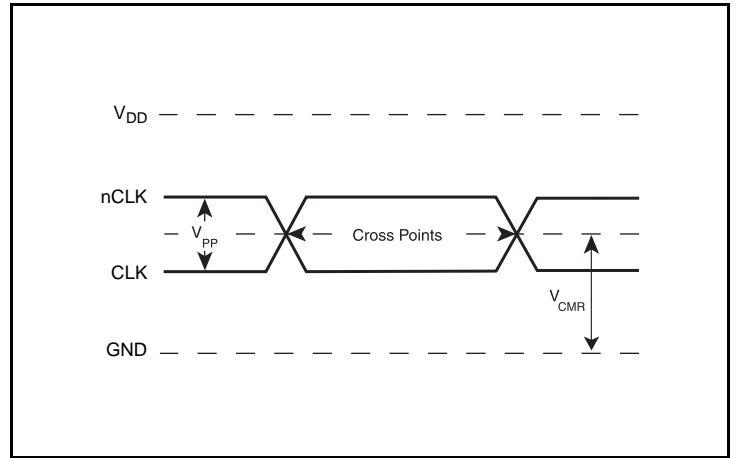 VDD
nCLK
VPP
Cross Points
CLK
VCMR
GND